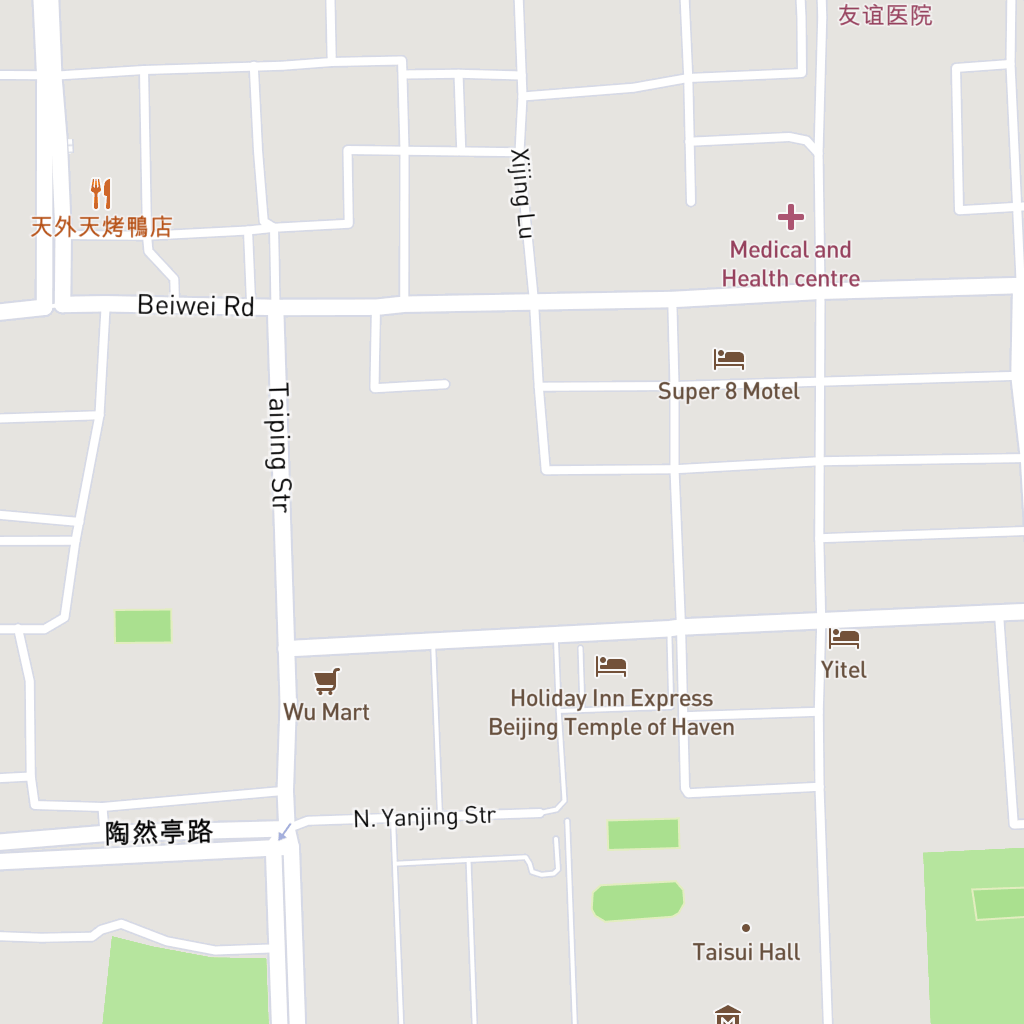 友谊医院
Xijing Lu
天外天烤鴨店
Medical and
Health centre
Beiwei Rd
Super 8 Motel
Taiping Str
Yitel
Holiday Inn Express
Beijing Temple of Haven
Wu Mart
N. Yanjing Str
陶然亭路
Taisui Hall